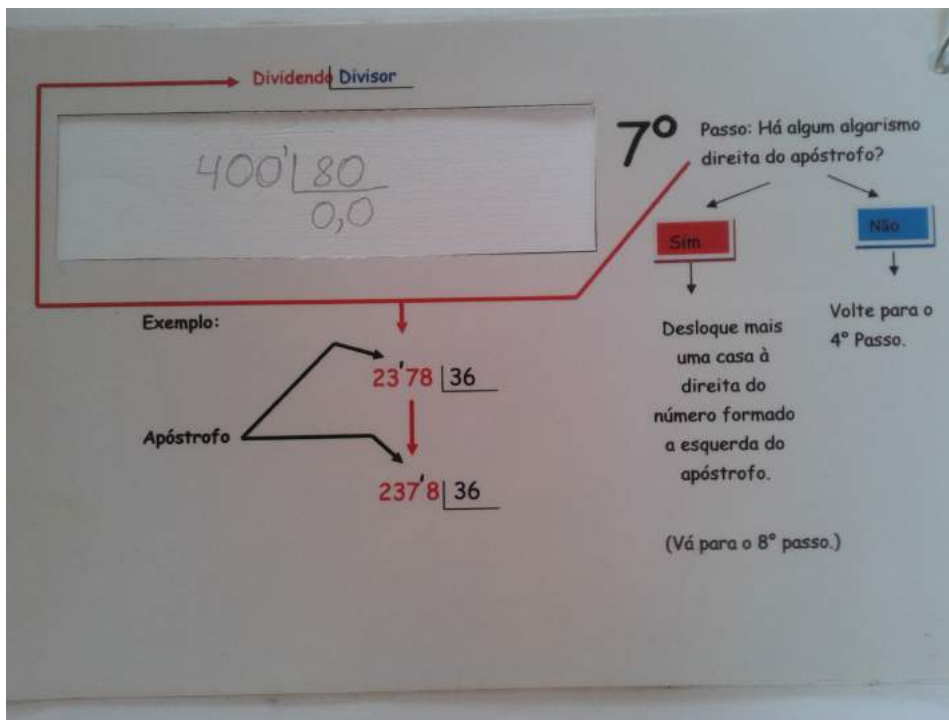 Dividendo Divisor
400' 80
0,0
7º
Passo: Há algum algarismo
direita do apóstrofo?
Sim
Não
Desloque mais
uma casa à
direita do
número formado
a esquerda do
apóstrofo.
(Vá para o 8º passo.)
Volte para o
4º Passo.
Exemplo:
23'78 36
Apóstrofo
237'8 36